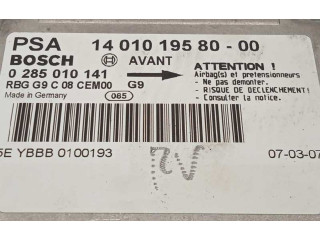 PSA 14 010 195 80 - 00
BOSCH AVANT
0 285 010 141
RBG G9 C 08 CEM00 G9
Made in Germany 065
ATTENTION !
Airbag(s) et pretensionneurs
- Ne pas demonter.
- RISQUE DE DECLENCHEMENT!
- Consulter la notice.
5E YBBB 0100193
07-03-07